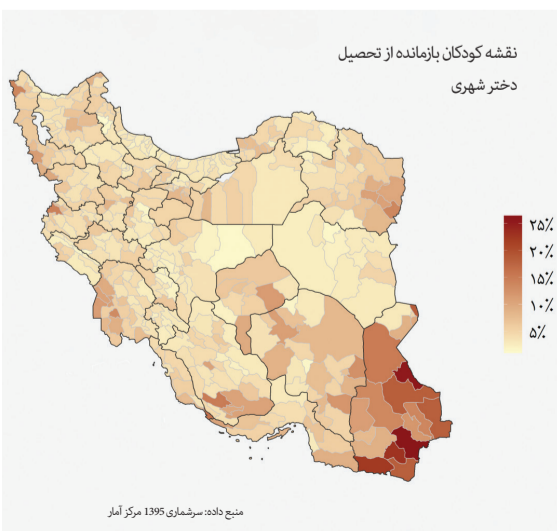 نقشه کودکان بازمانده از تحصیل
دختر شهری
۲۵٪
۲۰٪
۱۵٪
۱۰٪
۵٪
منبع داده: سرشماری 1395 مرکز آمار